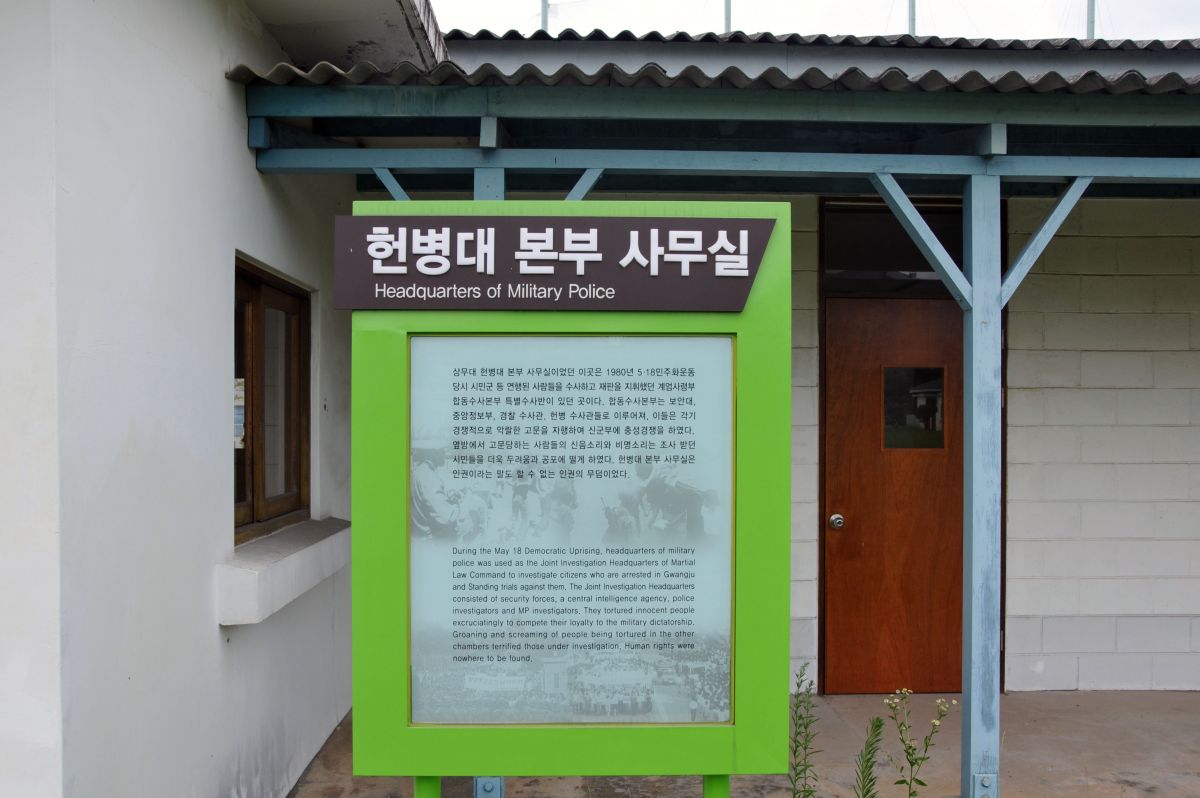 헌병대 본부 사무실
Headquarters of Military Police
상무대 헌병대 본부 사무실이었던 이곳은 1980년 5·18민주화운동
당시 시민군 등 연행된 사람들을 수사하고 재판을 지휘했던 계엄사령부
합동수사본부 특별수사반이 있던 곳이다. 합동수사본부는 보안대,
중앙정보부, 경찰 수사관, 헌병 수사관들로 이루어져, 이들은 각기
경쟁적으로 악랄한 고문을 자행하여 신군부에 충성경쟁을 하였다.
옆방에서 고문당하는 사람들의 신음소리와 비명소리는 조사 받던
시민들을 더욱 두려움과 공포에 떨게 하였다. 헌병대 본부 사무실은
인권이라는 말도 할 수 없는 인권의 무덤이었다.
During the May 18 Democratic Uprising, headquarters of military
police was used as the Joint Investigation Headquarters of Martial
Law Command to investigate citizens who are arrested in Gwangju
and Standing trials against them. The Joint Investigation Headquarters
consisted of security forces, a central intelligence agency, police
investigators and MP investigators. They tortured innocent people
excruciatingly to compete their loyalty to the military dictatorship.
Groaning and screaming of people being tortured in the other
chambers terrified those under investigation. Human rights were
nowhere to be found.